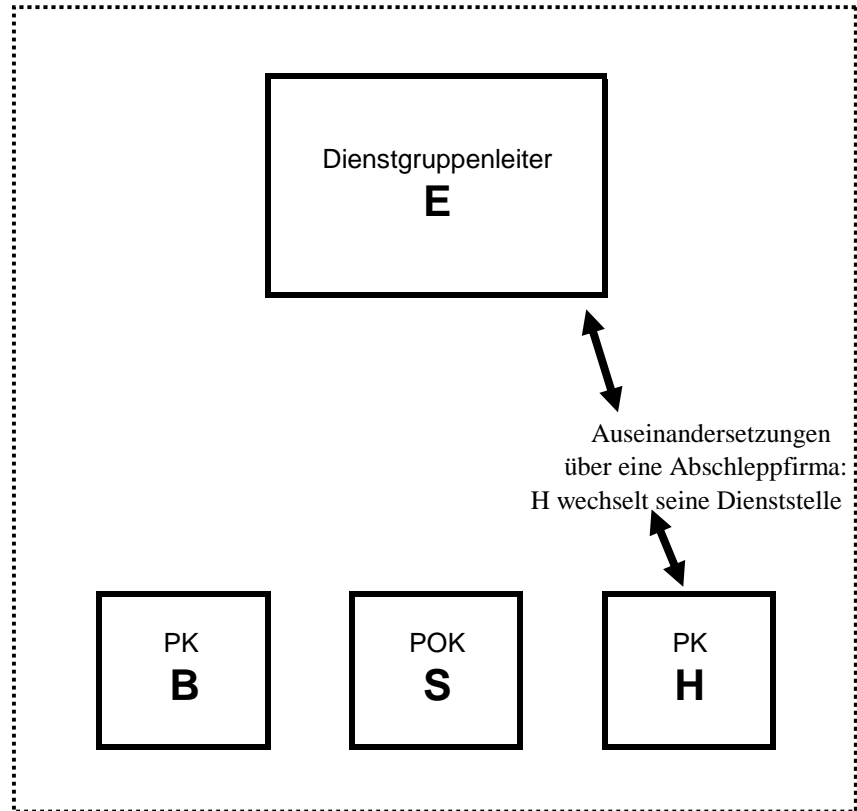 Dienstgruppenleiter
E
Auseinandersetzungen
über eine Abschleppfirma:
H wechselt seine Dienststelle
PK
B
POK
S
PK
H